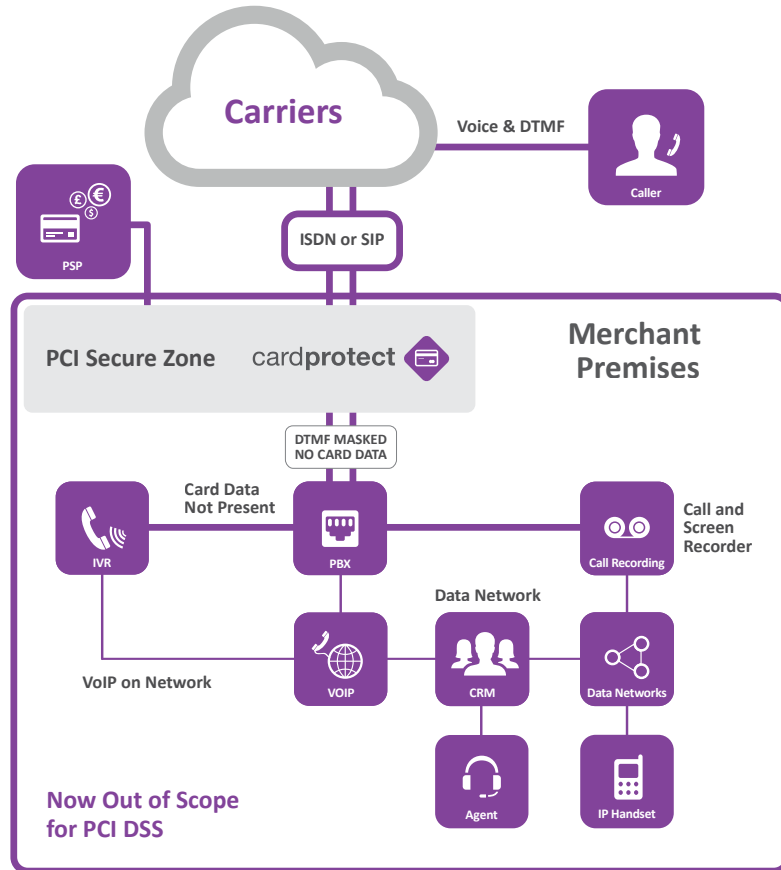 Carriers
Voice & DTMF
Caller
£
€
$
PSP
ISDN or SIP
PCI Secure Zone
cardprotect
Merchant
Premises
DTMF MASKED
NO CARD DATA
Card Data
Not Present
IVR
PBX
Call Recording
Call and
Screen
Recorder
Data Network
VoIP on Network
VOIP
CRM
Data Networks
Agent
IP Handset
Now Out of Scope
for PCI DSS